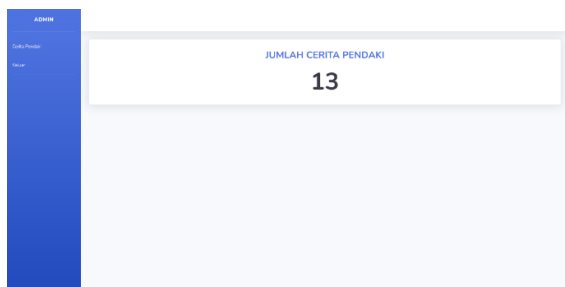 ADMIN
Cerita Pendaki
Keluar
JUMLAH CERITA PENDAKI
13